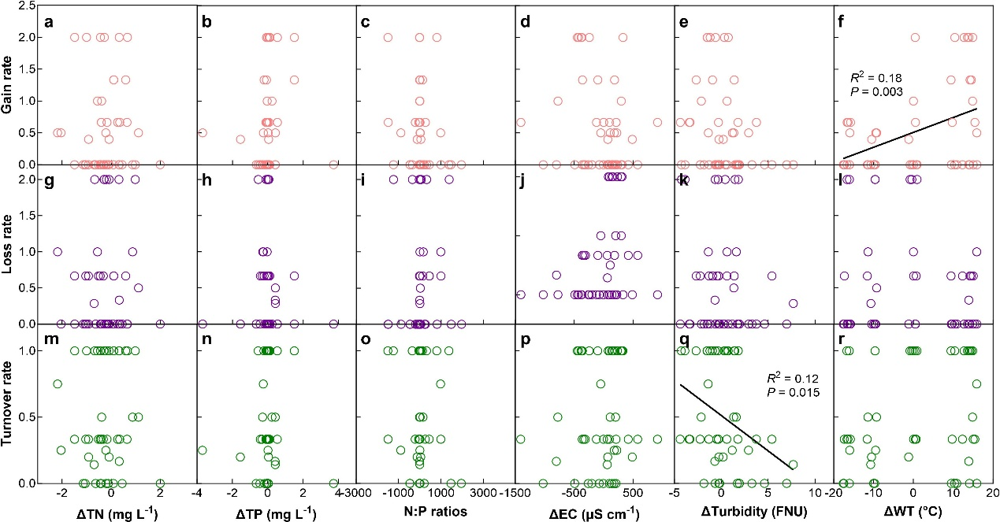 2.5 a b c d e f
2.0
1.5
R² = 0.18
P = 0.003
Gain rate
1.0
0.5
0.0
g h i j k l
2.0
1.5
Loss rate
1.0
0.5
0.0
m n o p q r
1.0
R² = 0.12
P = 0.015
Turnover rate
0.5
0.0
-2 0 2 -4 -2 0 2 4 -3000 -1000 1000 3000 -1500 -500 500 -5 0 5 10 -20 -10 0 10 20
ΔTN (mg L⁻¹) ΔTP (mg L⁻¹) N:P ratios ΔEC (µS cm⁻¹) ΔTurbidity (FNU) ΔWT (°C)